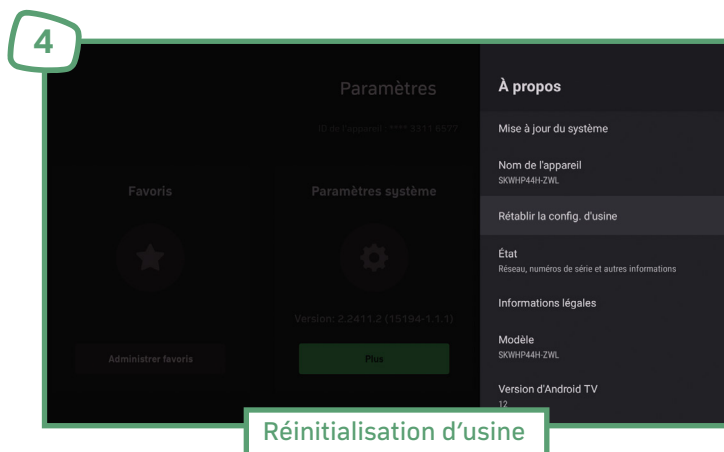 4
Paramètres
ID de l'appareil : **** 3911 6977
Favoris
Administrer favoris
Paramètres système
Version: 2.2411.2 (15194-1.1.1)
Plus
À propos
Mise à jour du système
Nom de l'appareil
SKWHP44H-ZWL
Rétablir la config. d'usine
État
Réseau, numéros de série et autres informations
Informations légales
Modèle
SKWHP44H-ZWL
Version d'Android TV
12
Réinitialisation d'usine